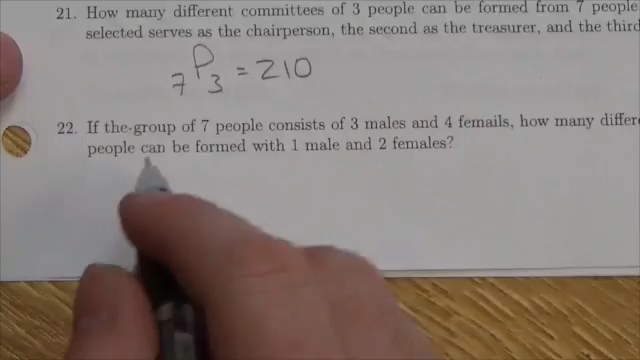 21. How many different committees of 3 people can be formed from 7 people
selected serves as the chairperson, the second as the treasurer, and the third
7P3 = 210
22. If the group of 7 people consists of 3 males and 4 femails, how many
people can be formed with 1 male and 2 females?